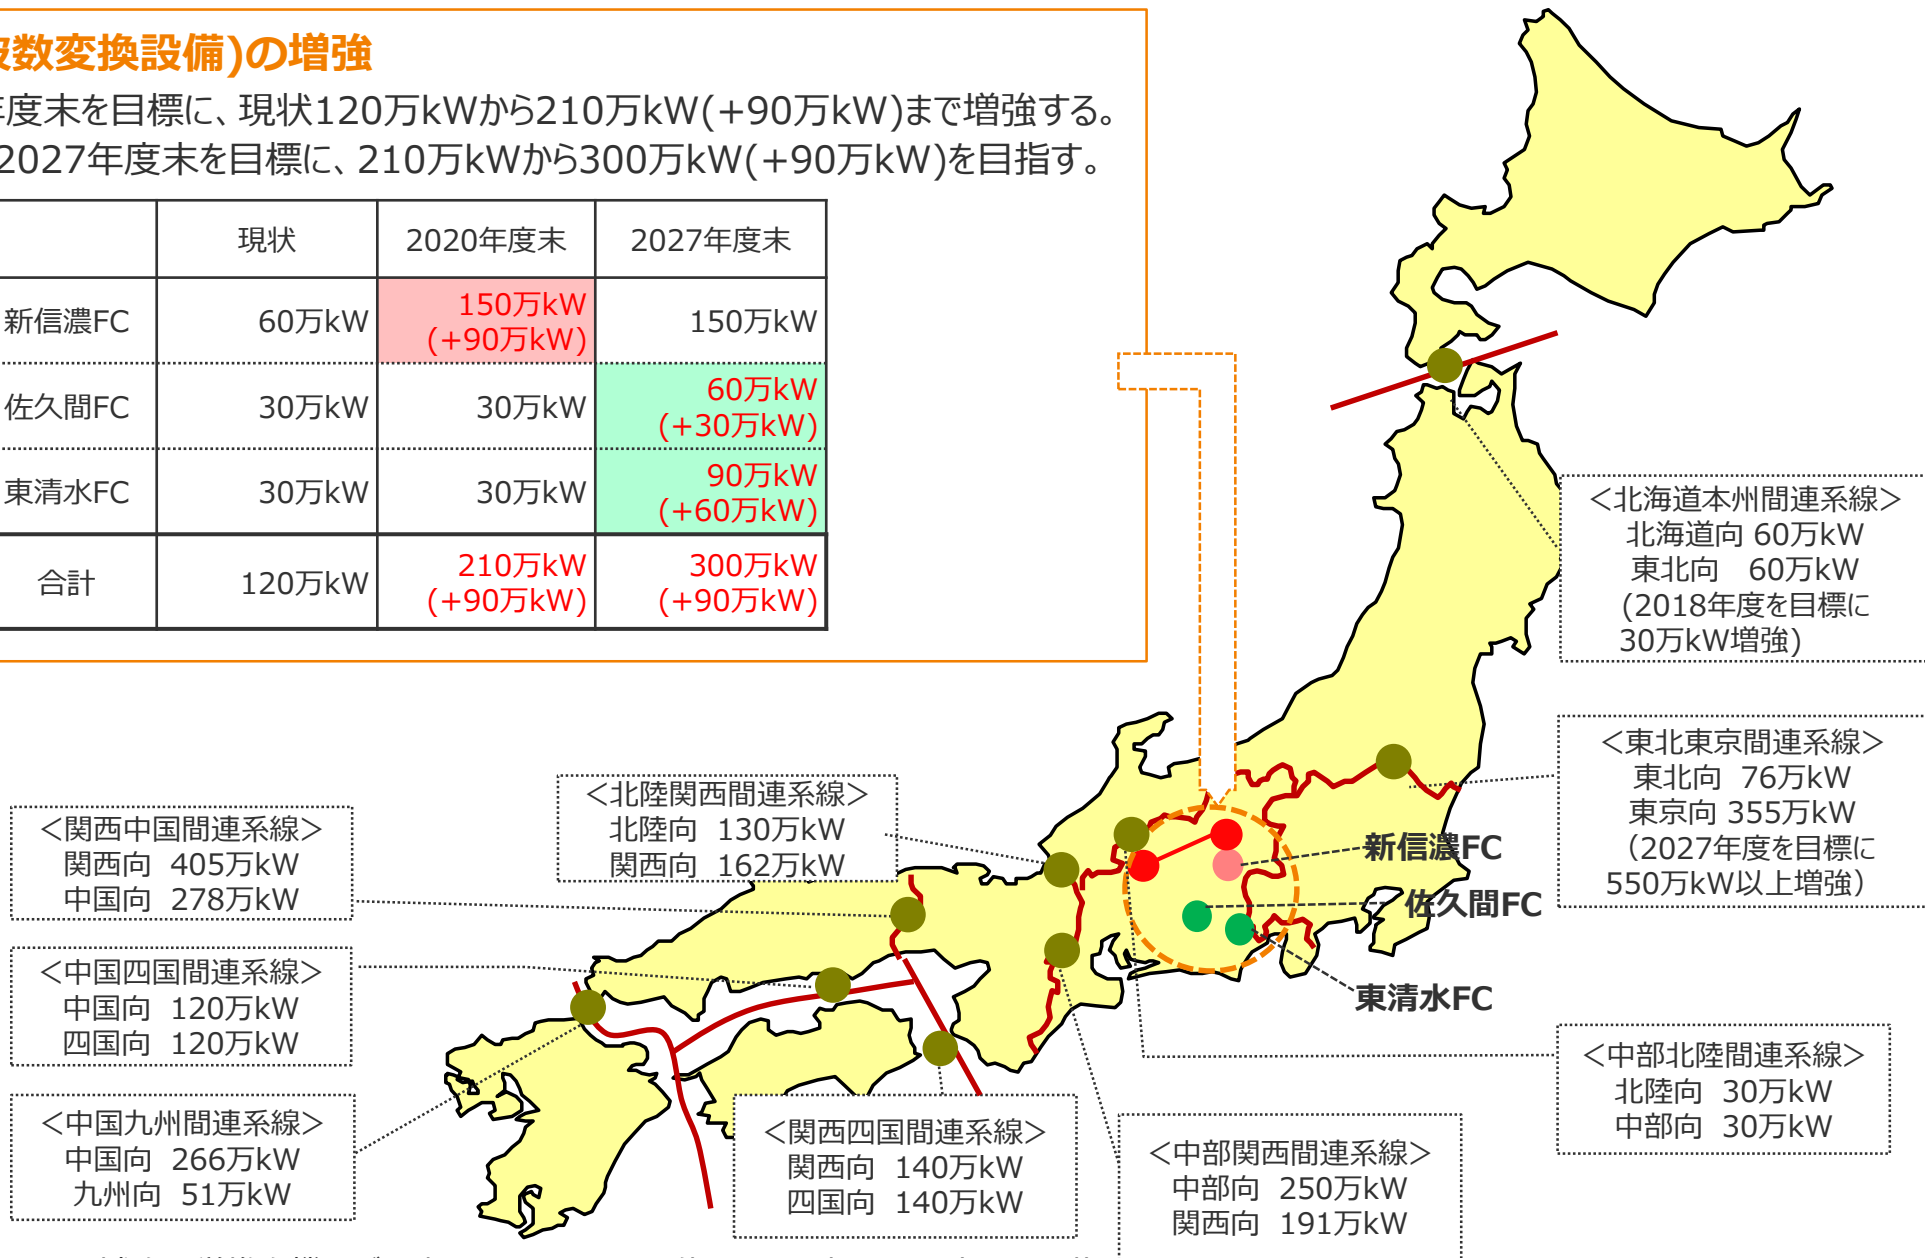 数変換設備)の増強
年度末を目標に、現状120万kWから210万kW(+90万kW)まで増強する。
2027年度末を目標に、210万kWから300万kW(+90万kW)を目指す。
現状 2020年度末 2027年度末
新信濃FC 60万kW 150万kW (+90万kW) 150万kW
佐久間FC 30万kW 30万kW 60万kW (+30万kW)
東清水FC 30万kW 30万kW 90万kW (+60万kW)
合計 120万kW 210万kW (+90万kW) 300万kW (+90万kW)
<北海道本州間連系線>
北海道向 60万kW
東北向 60万kW
(2018年度を目標に
30万kW増強)
<東北東京間連系線>
東北向 76万kW
東京向 355万kW
(2027年度を目標に
550万kW以上増強)
<北陸関西間連系線>
北陸向 130万kW
関西向 162万kW
<関西中国間連系線>
関西向 405万kW
中国向 278万kW
新信濃FC
佐久間FC
東清水FC
<中国四国間連系線>
中国向 120万kW
四国向 120万kW
<中国九州間連系線>
中国向 266万kW
九州向 51万kW
<関西四国間連系線>
関西向 140万kW
四国向 140万kW
<中部関西間連系線>
中部向 250万kW
関西向 191万kW
<中部北陸間連系線>
北陸向 30万kW
中部向 30万kW